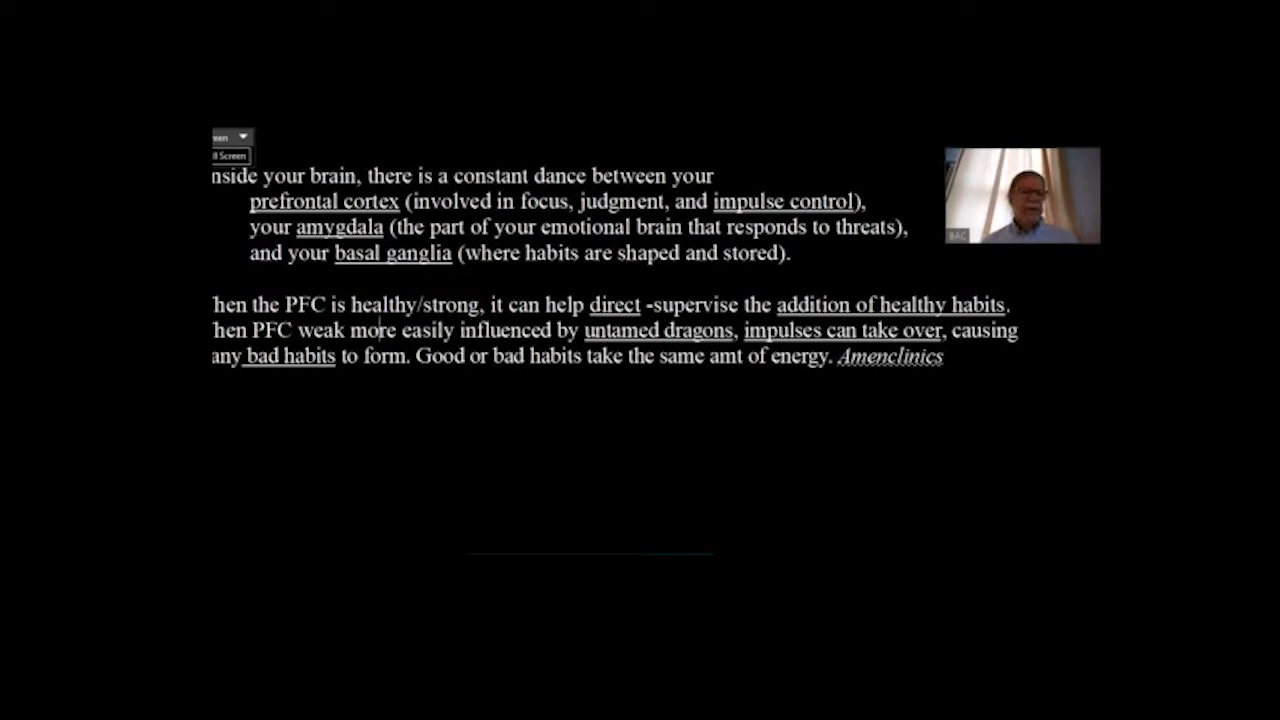 ll Screen
nside your brain, there is a constant dance between your
prefrontal cortex (involved in focus, judgment, and impulse control),
your amygdala (the part of your emotional brain that responds to threats),
and your basal ganglia (where habits are shaped and stored).
hen the PFC is healthy/strong, it can help direct -supervise the addition of healthy habits.
hen PFC weak more easily influenced by untamed dragons, impulses can take over, causing
any bad habits to form. Good or bad habits take the same amt of energy. Amenclinics